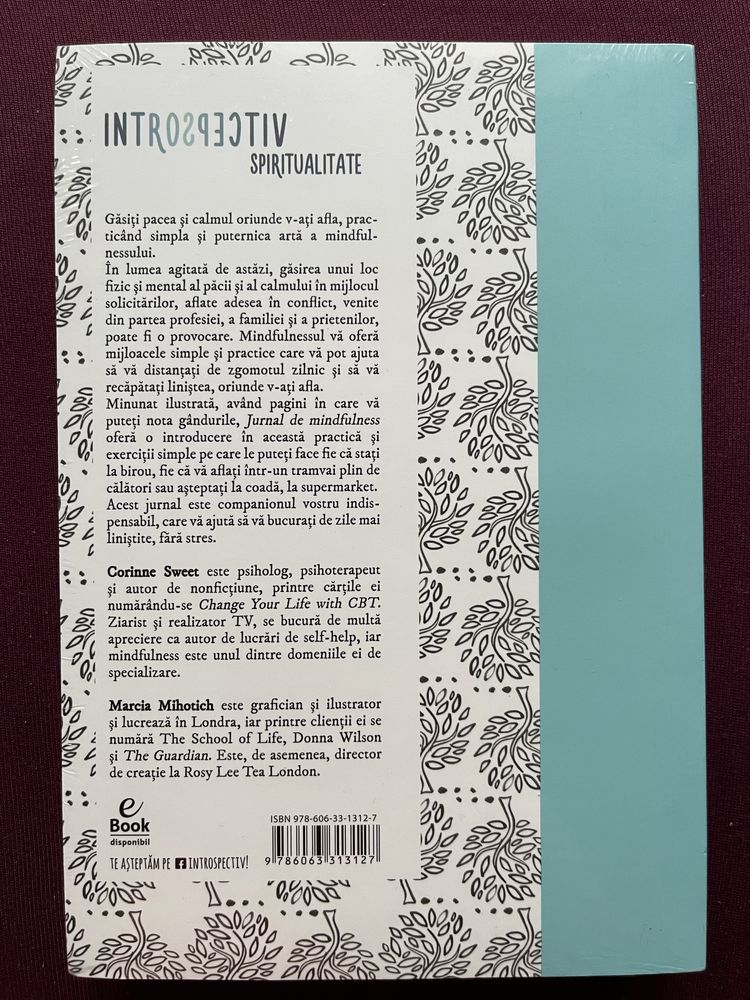 INTROSPECTIV
SPIRITUALITATE
Găsiți pacea și calmul oriunde v-ați afla, prac-
ticând simpla și puternica artă a mindful-
nessului.
În lumea agitată de astăzi, găsirea unui loc
fizic și mental al păcii și al calmului în mijlocul
solicitărilor, aflate adesea în conflict, venite
din partea profesiei, a familiei și a prietenilor,
poate fi o provocare. Mindfulnessul vă oferă
mijloacele simple și practice care vă pot ajuta
să vă distanțați de zgomotul zilnic și să vă
recăpătați liniștea, oriunde v-ați afla.
Minunat ilustrată, având pagini în care vă
puteți nota gândurile, Jurnal de mindfulness
oferă o introducere în această practică și
exerciții simple pe care le puteți face fie că stați
la birou, fie că vă aflați într-un tramvai plin de
călători sau așteptați la coadă, la supermarket.
Acest jurnal este companionul vostru indis-
pensabil, care vă ajută să vă bucurați de zile mai
liniștite, fără stres.
Corinne Sweet este psiholog, psihoterapeut
și autor de nonficțiune, printre cărțile ei
numărându-se Change Your Life with CBT.
Ziarist și realizator TV, se bucură de multă
apreciere ca autor de lucrări de self-help, iar
mindfulness este unul dintre domeniile ei de
specializare.
Marcia Mihotich este grafician și ilustrator
și lucrează în Londra, iar printre clienții ei se
numără The School of Life, Donna Wilson
și The Guardian. Este, de asemenea, director
de creație la Rosy Lee Tea London.
e
Book
disponibil
TE AȘTEPTĂM PE f INTROSPECTIV!
ISBN 978-606-33-1312-7
9 786063 313127